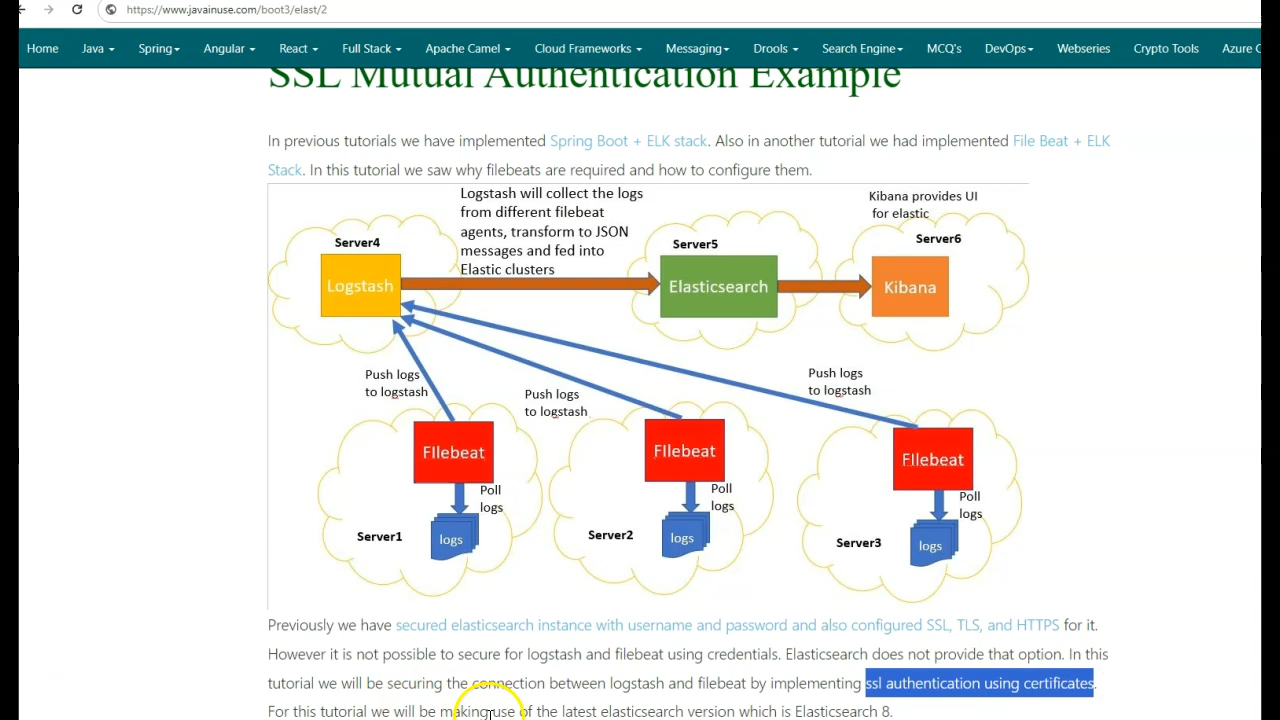 https://www.javainuse.com/boot3/elast/2
Home Java Spring Angular React Full Stack Apache Camel Cloud Frameworks Messaging Drools Search Engine MCQ's DevOps Webseries Crypto Tools Azure
SSL Mutual Authentication Example
In previous tutorials we have implemented Spring Boot + ELK stack. Also in another tutorial we had implemented File Beat + ELK
Stack. In this tutorial we saw why filebeats are required and how to configure them.
Logstash will collect the logs
from different filebeat
agents, transform to JSON
messages and fed into
Elastic clusters
Kibana provides UI
for elastic
Server4
Server5
Server6
Logstash
Elasticsearch
Kibana
Push logs
to logstash
Push logs
to logstash
Push logs
to logstash
FIlebeat
FIlebeat
FIlebeat
Poll
logs
Poll
logs
Poll
logs
Server1
logs
Server2
logs
Server3
logs
Previously we have secured elasticsearch instance with username and password and also configured SSL, TLS, and HTTPS for it.
However it is not possible to secure for logstash and filebeat using credentials. Elasticsearch does not provide that option. In this
tutorial we will be securing the connection between logstash and filebeat by implementing ssl authentication using certificates.
For this tutorial we will be making use of the latest elasticsearch version which is Elasticsearch 8.